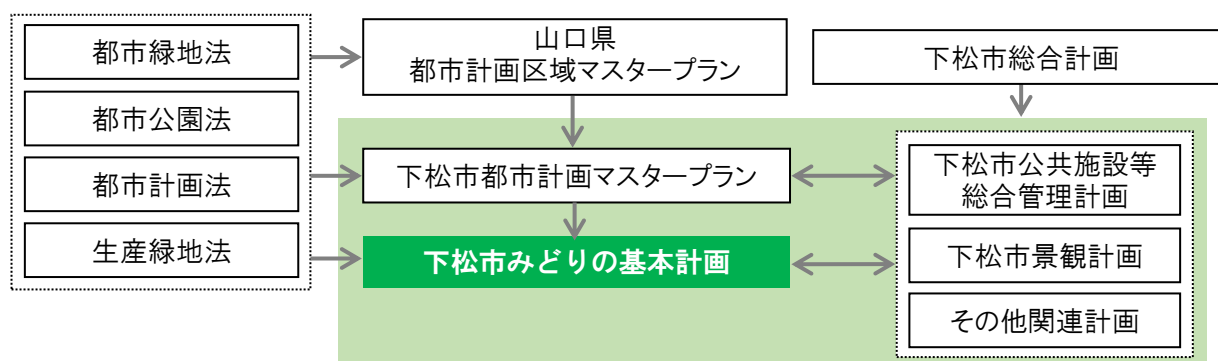 都市緑地法
都市公園法
都市計画法
生産緑地法
山口県
都市計画区域マスタープラン
下松市都市計画マスタープラン
下松市みどりの基本計画
下松市総合計画
下松市公共施設等
総合管理計画
下松市景観計画
その他関連計画